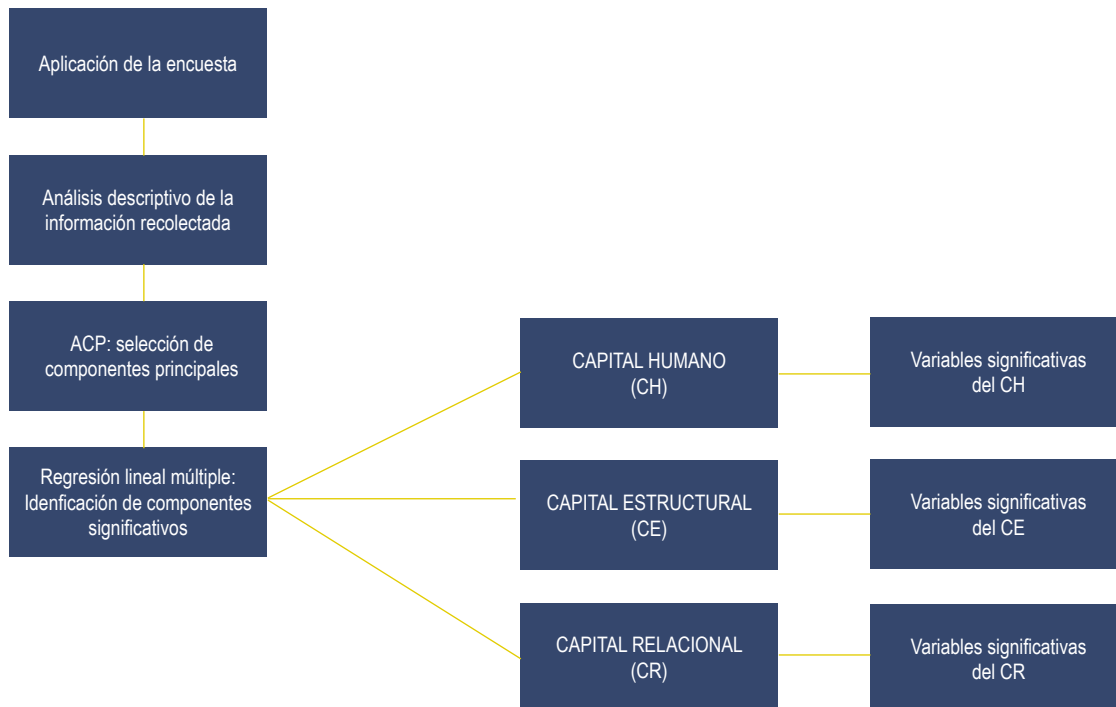 Aplicación de la encuesta
Análisis descriptivo de la
información recolectada
ACP: selección de
componentes principales
Regresión lineal múltiple:
Idenficación de componentes
significativos
CAPITAL HUMANO
(CH)
Variables significativas
del CH
CAPITAL ESTRUCTURAL
(CE)
Variables significativas
del CE
CAPITAL RELACIONAL
(CR)
Variables significativas
del CR